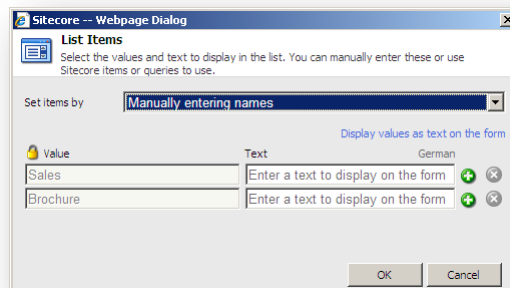 Sitecore -- Webpage Dialog
List Items
Select the values and text to display in the list. You can manually enter these or use
Sitecore items or queries to use.
Set items by Manually entering names
Display values as text on the form
Value Text German
Sales Enter a text to display on the form
Brochure Enter a text to display on the form
OK Cancel